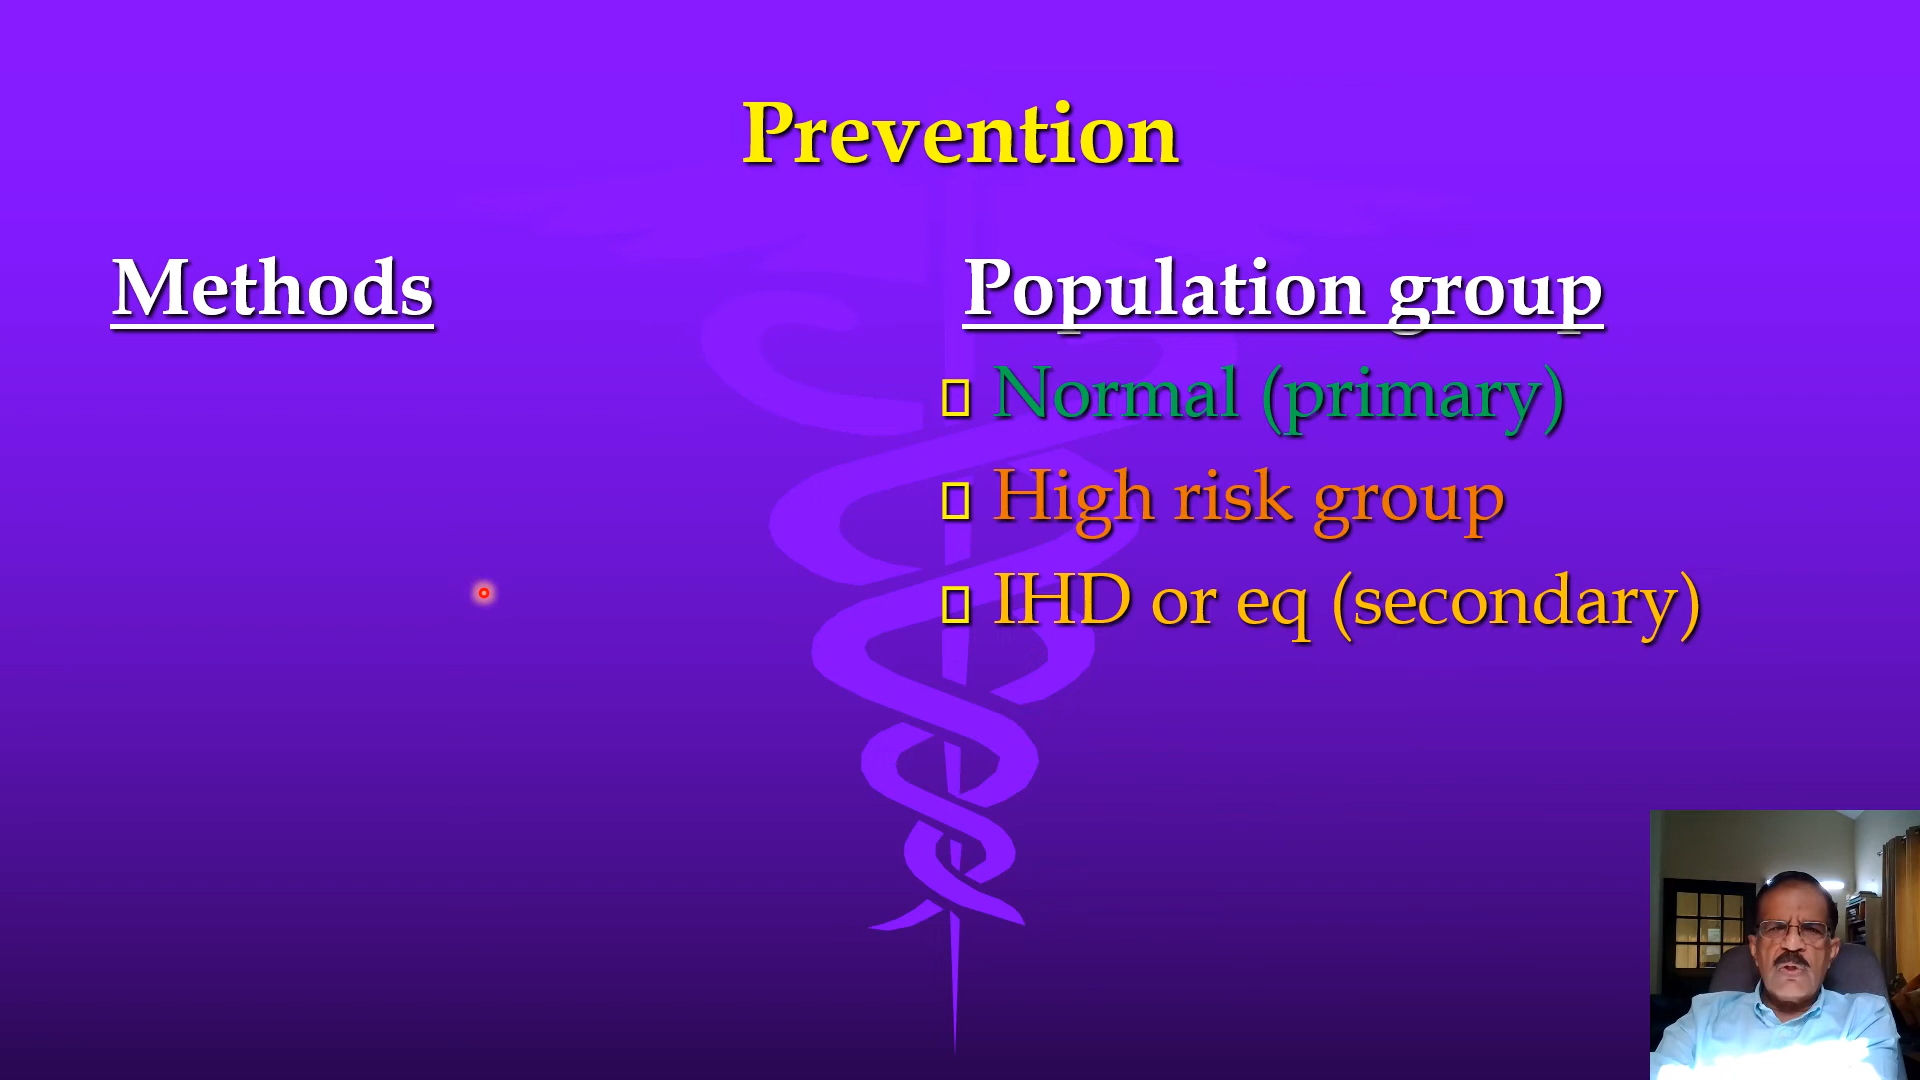 Prevention
Methods
Population group
Normal (primary)
High risk group
IHD or eq (secondary)